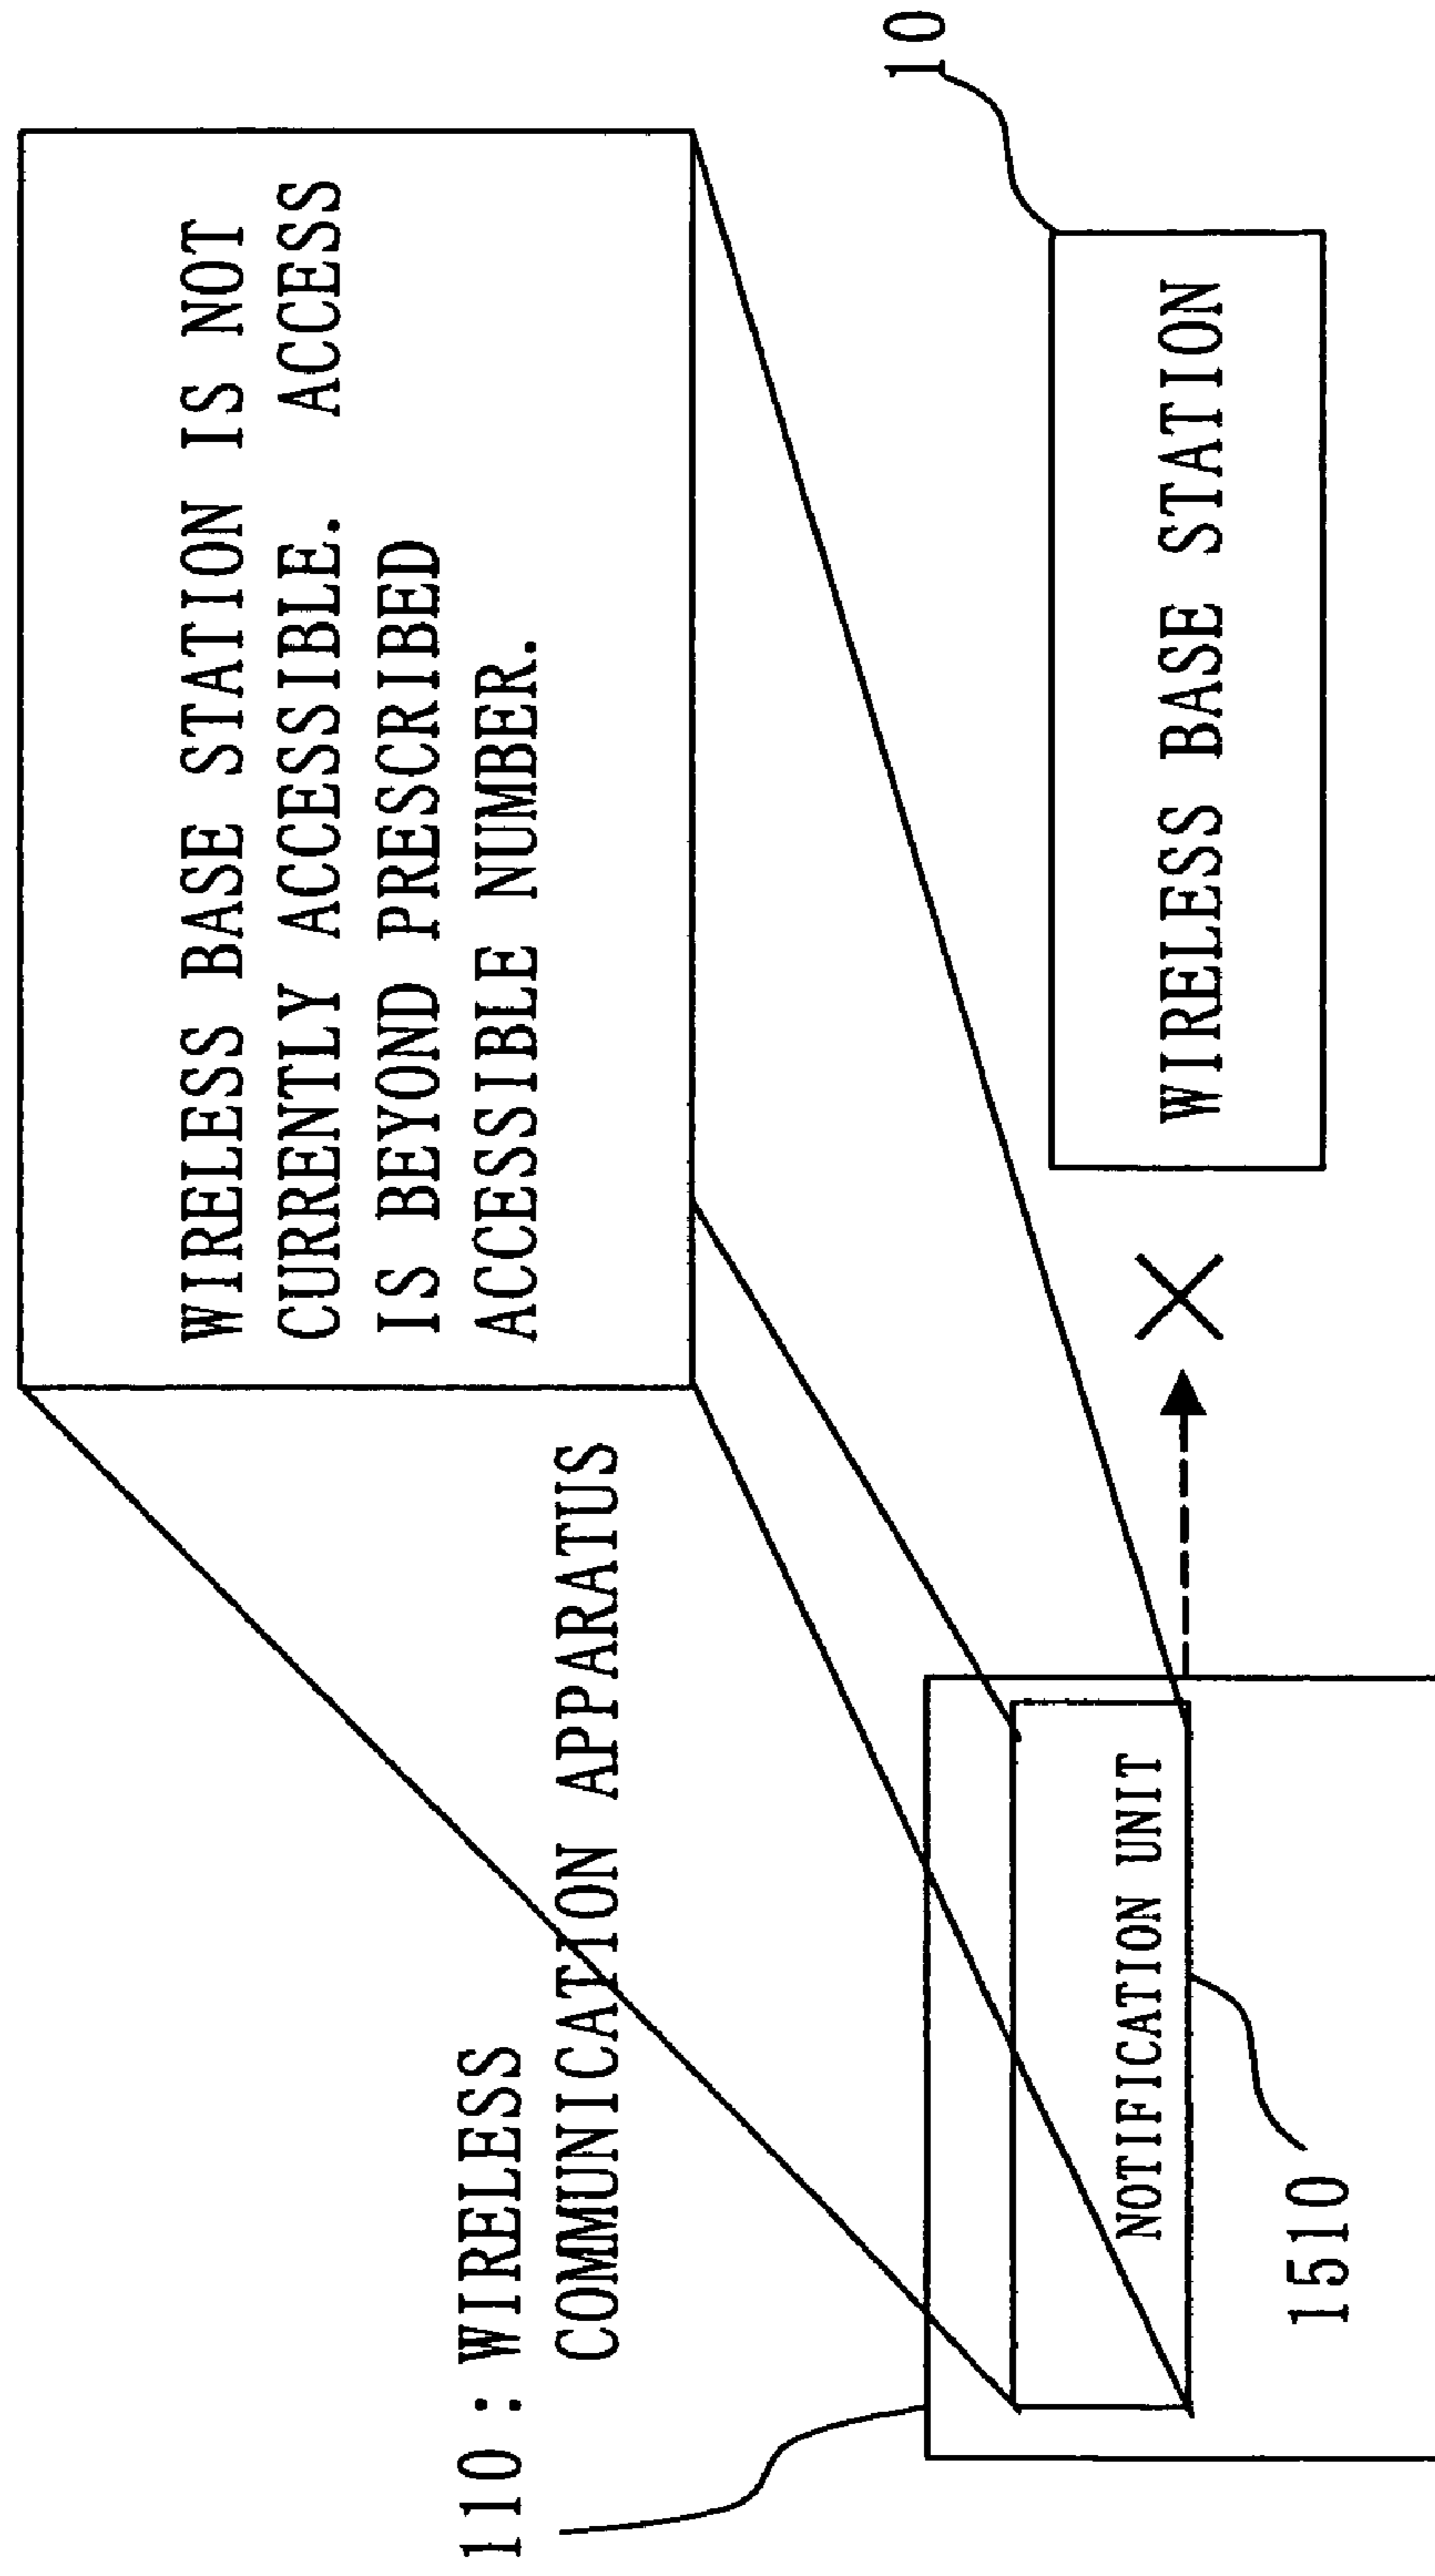 WIRELESS BASE STATION IS NOT
CURRENTLY ACCESSIBLE. ACCESS
IS BEYOND PRESCRIBED
ACCESSIBLE NUMBER.
110 : WIRELESS
COMMUNICATION APPARATUS
10
NOTIFICATION UNIT
WIRELESS BASE STATION
1510